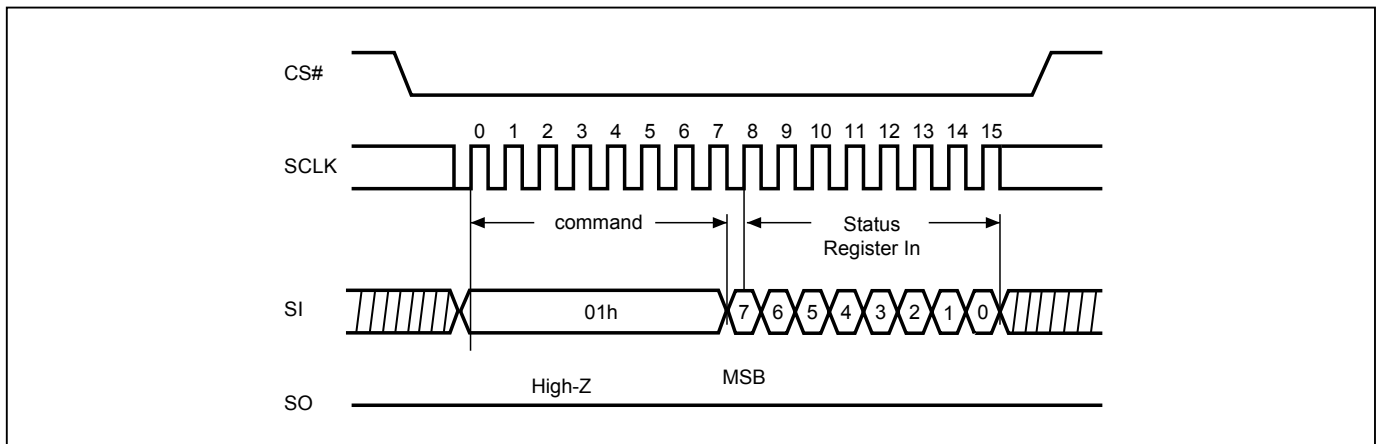 CS#
0 1 2 3 4 5 6 7 8 9 10 11 12 13 14 15
SCLK
command
Status
Register In
SI
01h
7 6 5 4 3 2 1 0
MSB
High-Z
SO